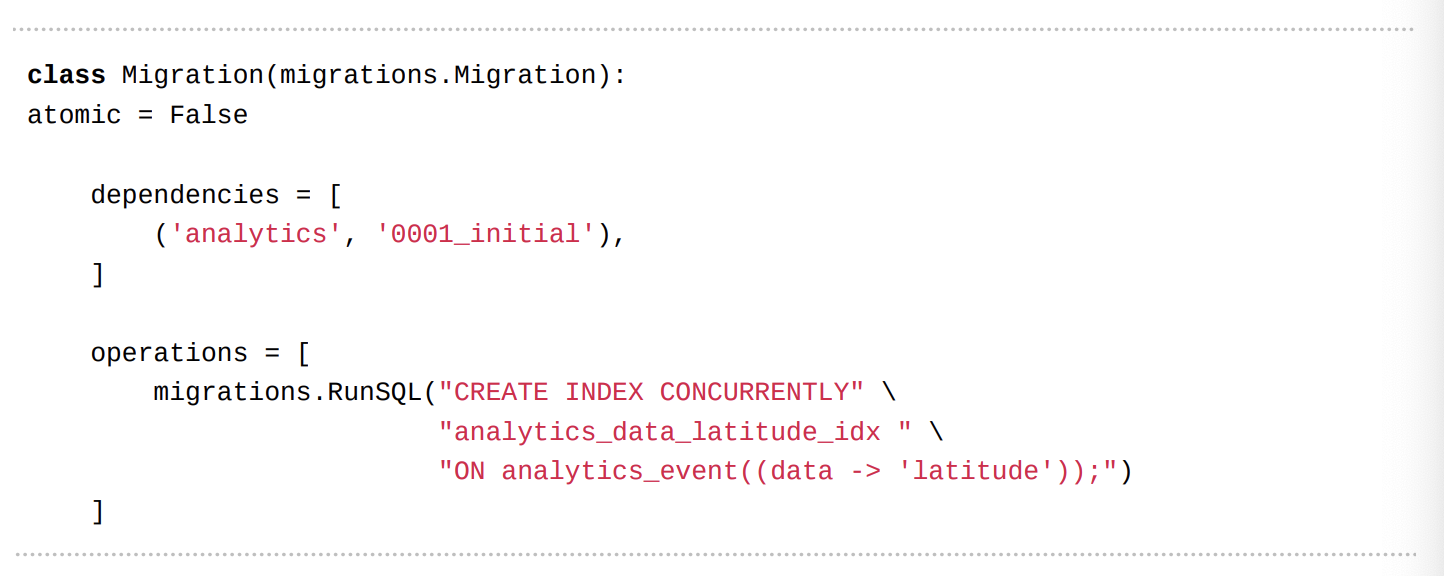 class Migration(migrations.Migration):
atomic = False
    dependencies = [
        ('analytics', '0001_initial'),
    ]
    operations = [
        migrations.RunSQL("CREATE INDEX CONCURRENTLY" \
                          "analytics_data_latitude_idx " \
                          "ON analytics_event((data -> 'latitude'));")
    ]